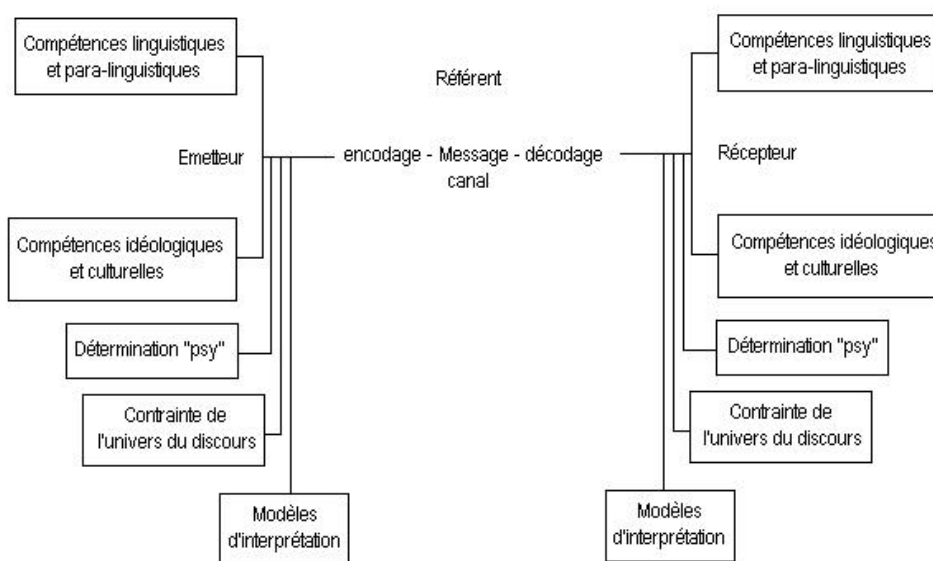 Compétences linguistiques
et para-linguistiques
Compétences linguistiques
et para-linguistiques
Référent
Emetteur
encodage - Message - décodage
canal
Récepteur
Compétences idéologiques
et culturelles
Compétences idéologiques
et culturelles
Détermination "psy"
Détermination "psy"
Contrainte de
l'univers du discours
Contrainte de
l'univers du discours
Modèles
d'interprétation
Modèles
d'interprétation